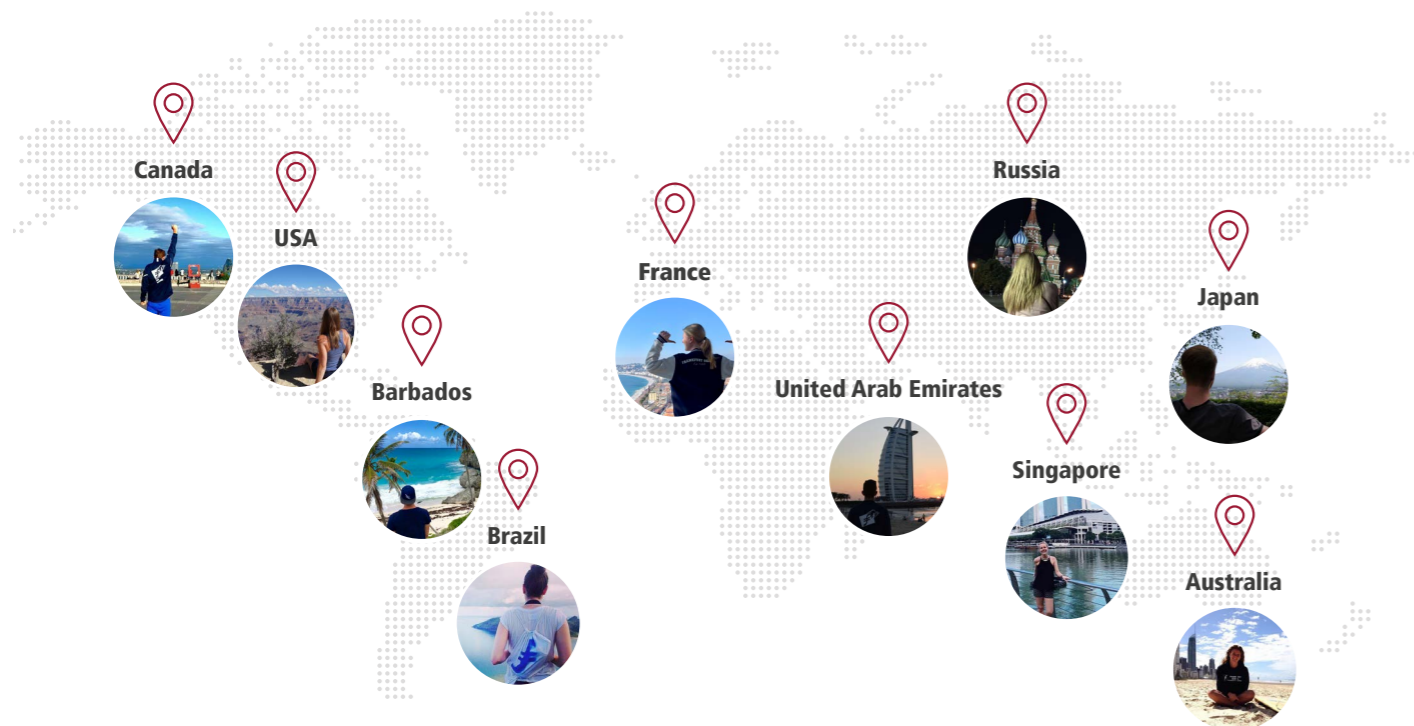 Canada
USA
Barbados
Brazil
France
United Arab Emirates
Russia
Japan
Singapore
Australia